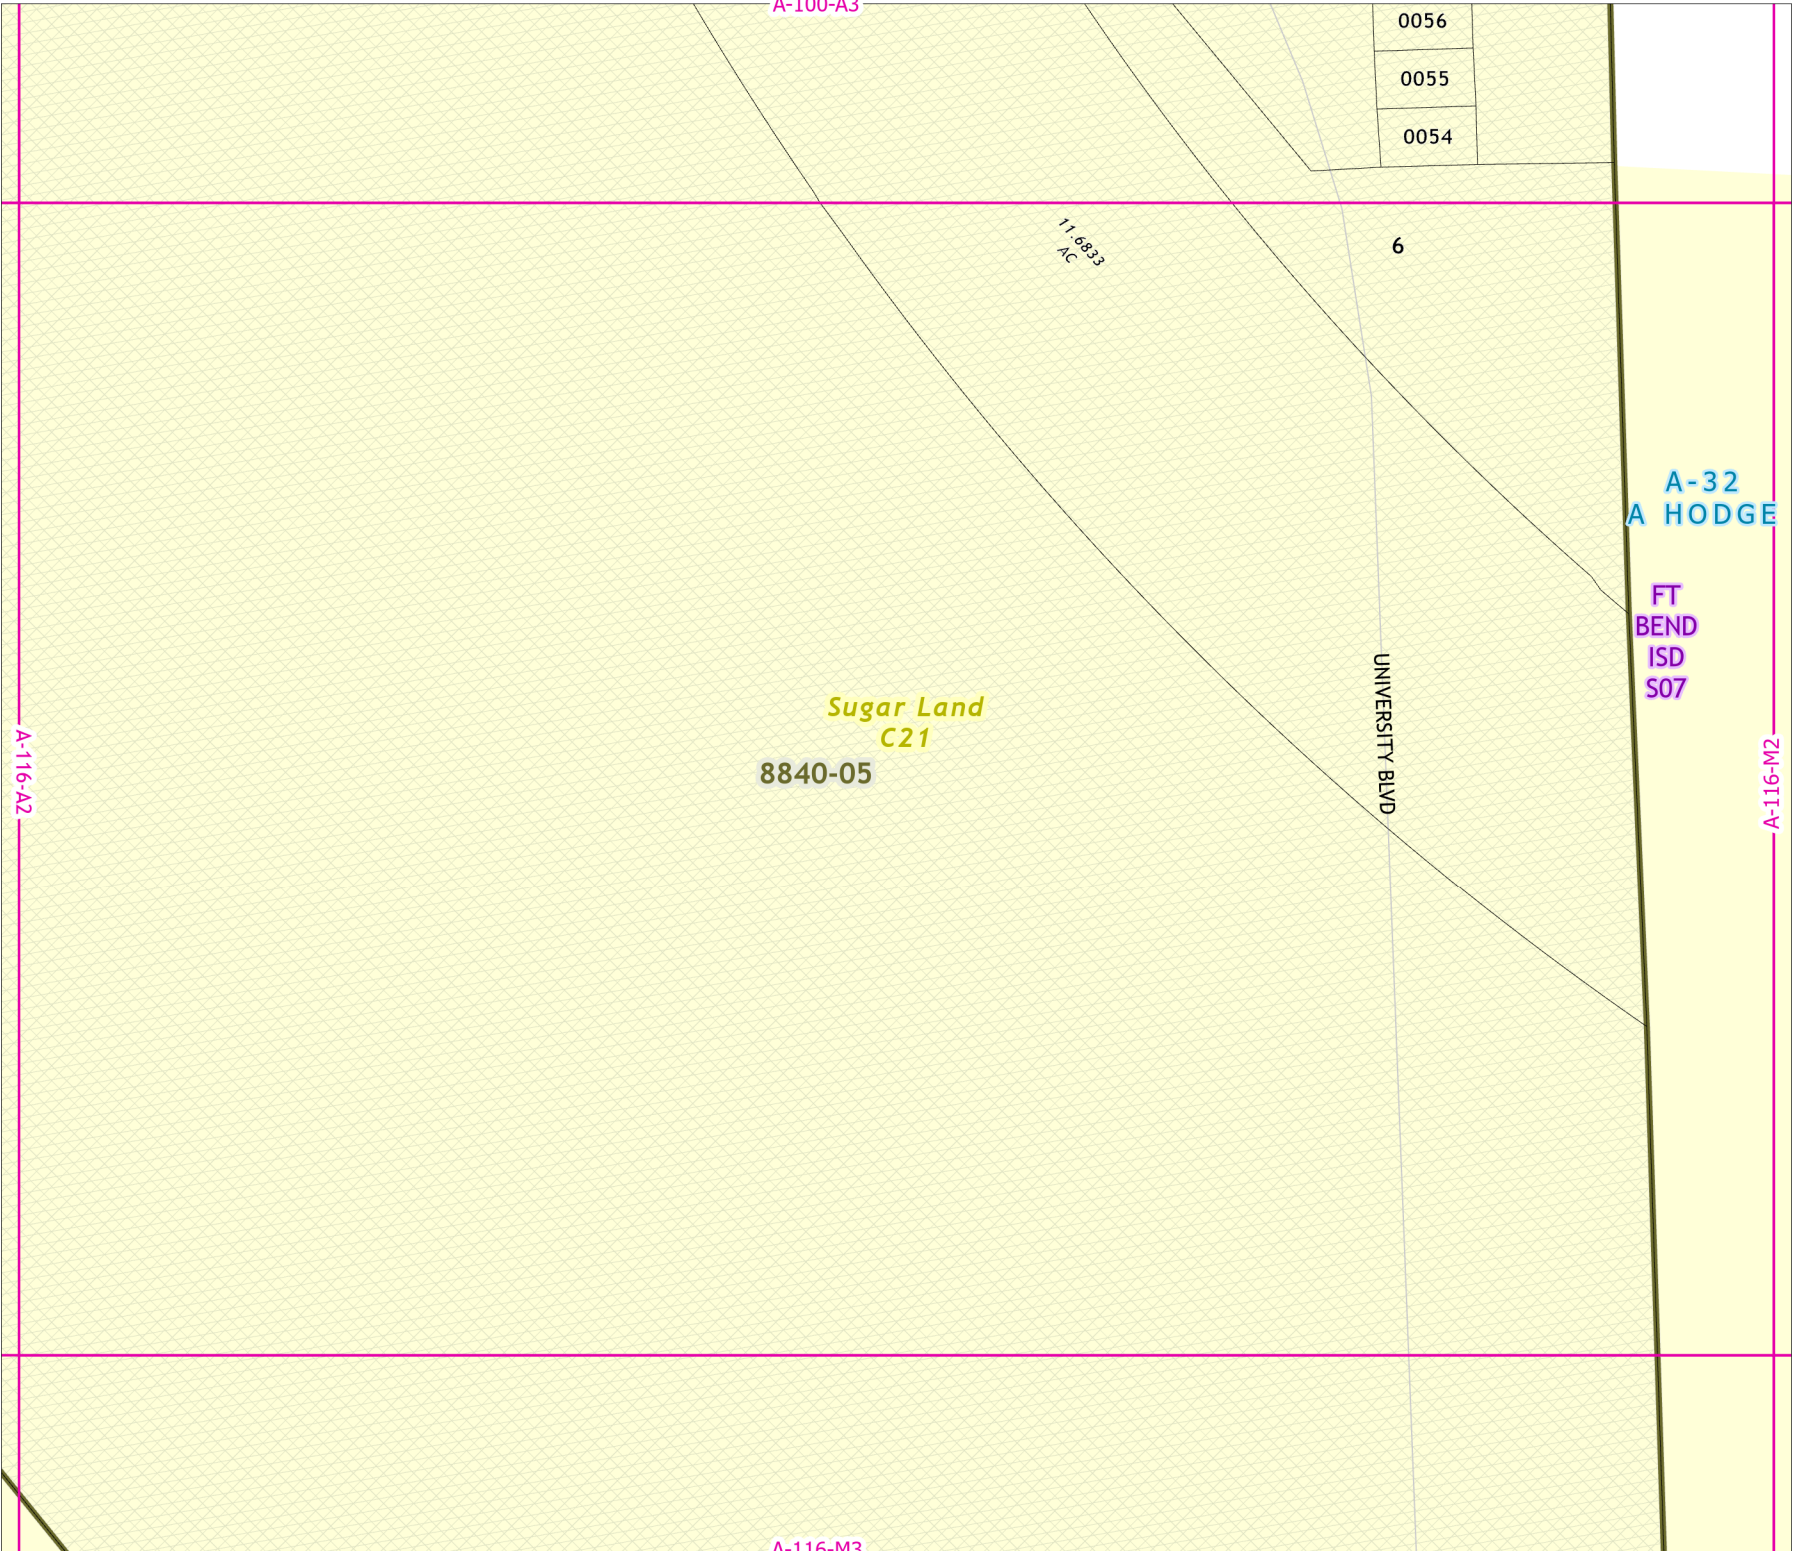 A-100-A3
0056
0055
0054
11.6833
AC
6
A-32
A HODGE
FT
BEND
ISD
S07
UNIVERSITY BLVD
Sugar Land
C21
8840-05
A-116-A2
A-116-M2
A-116-M3